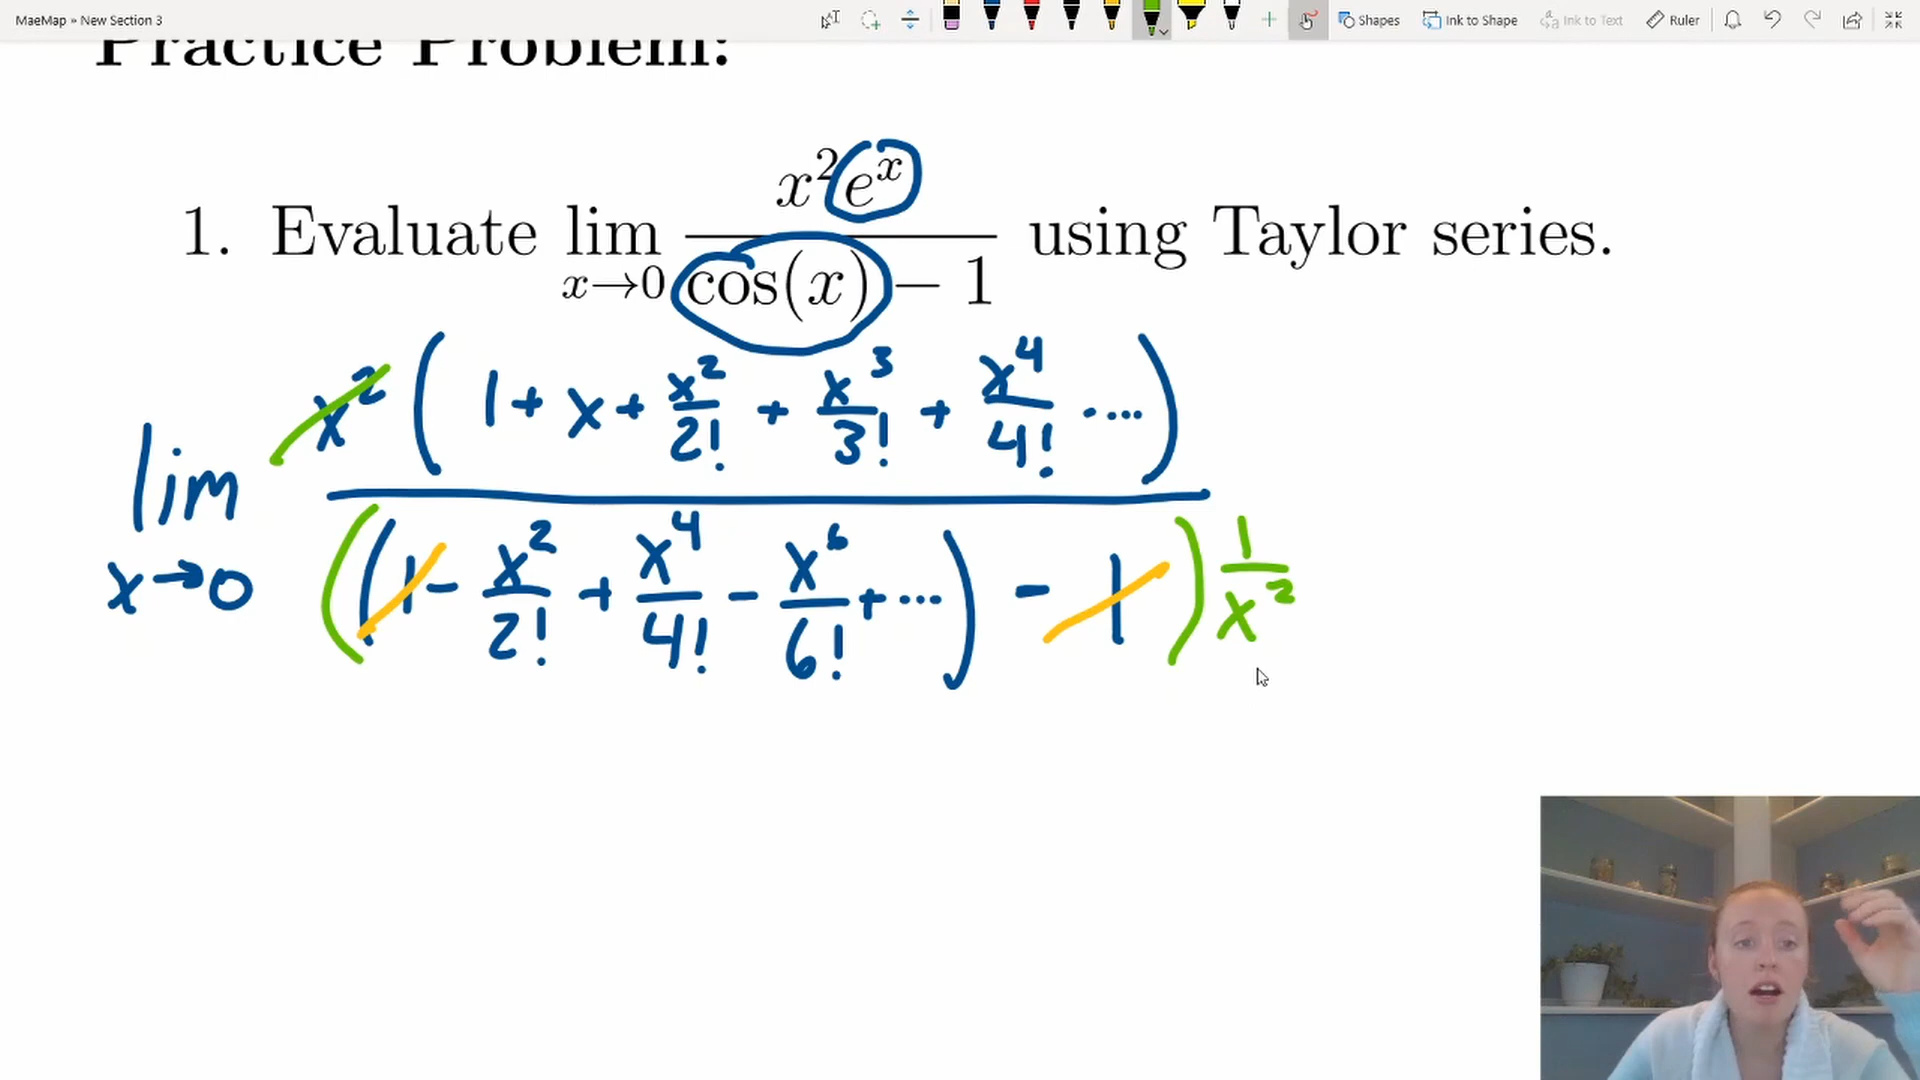 MaeMap » New Section 3
Shapes Ink to Shape Ink to Text Ruler
Practice Problem:
1. Evaluate lim x→0 x²eˣ / cos(x) − 1 using Taylor series.
lim x→0
x² ( 1 + x + x²/2! + x³/3! + x⁴/4! ..... )
( ( 1 - x²/2! + x⁴/4! - x⁶/6! + ... ) - 1 ) 1/x²